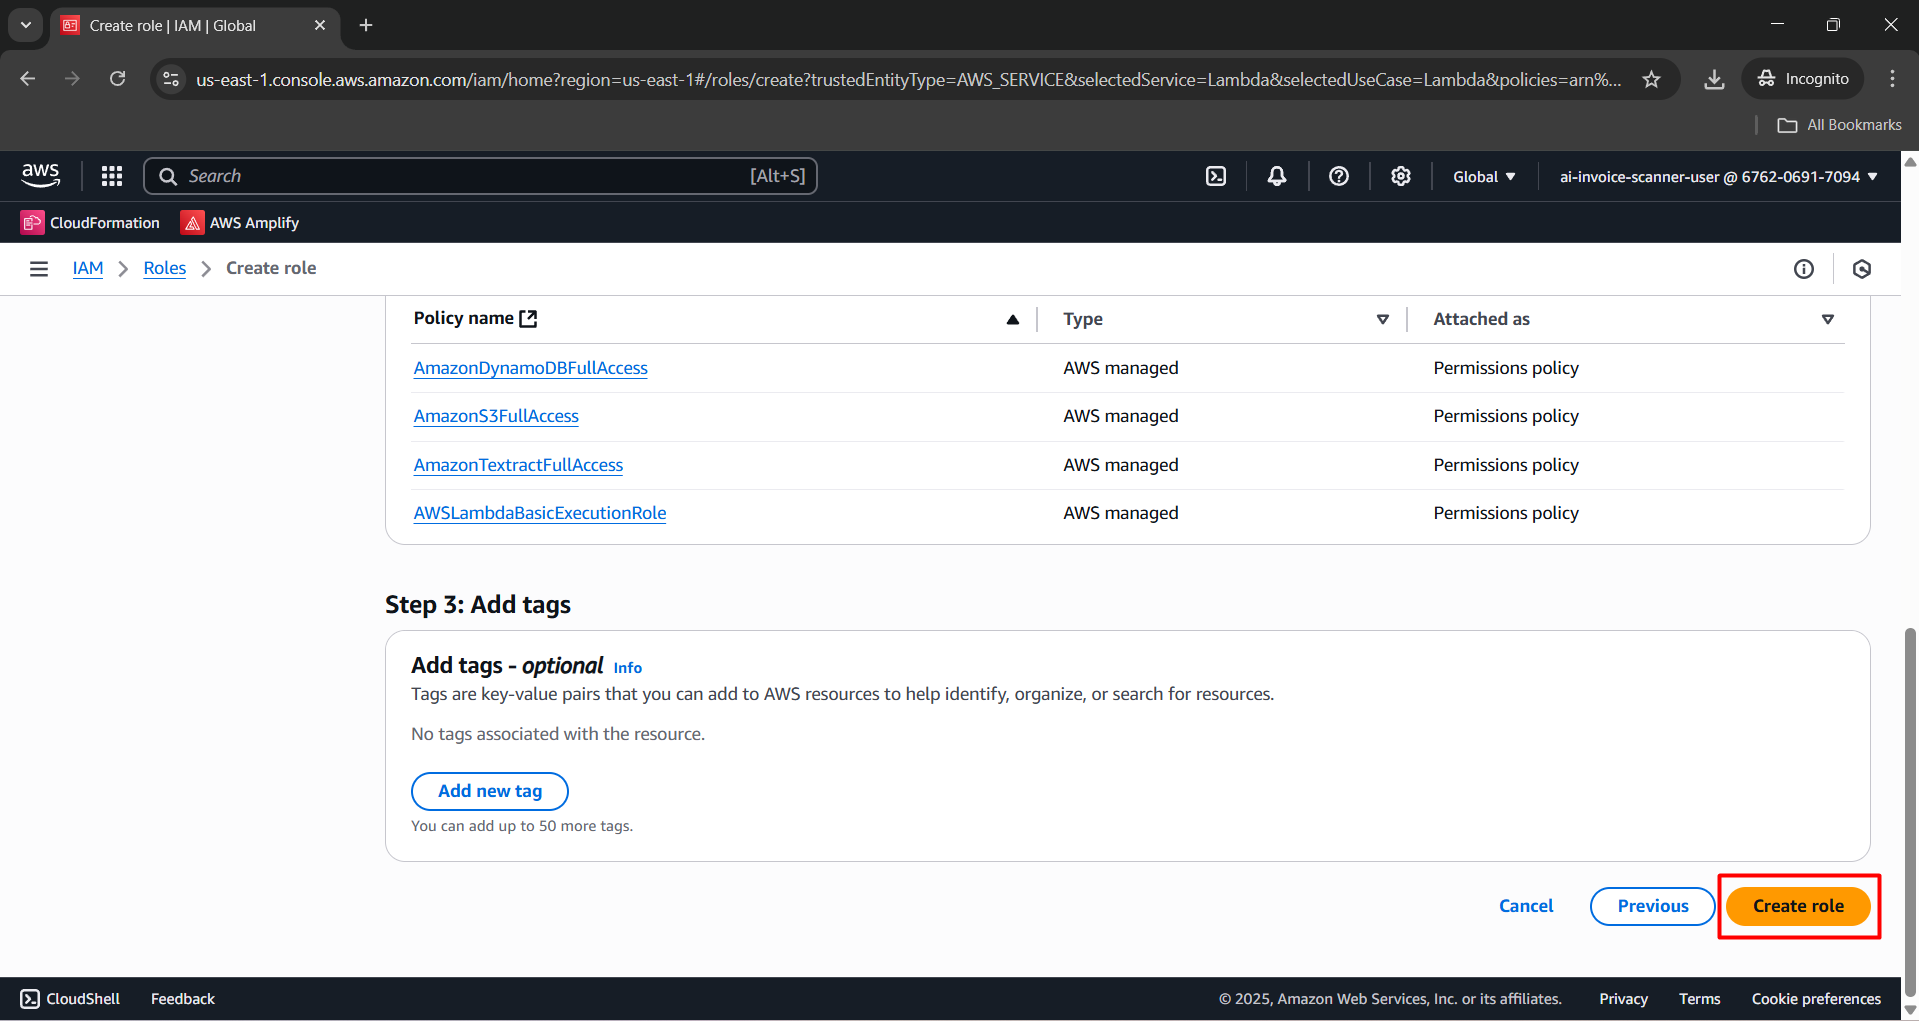 Create role | IAM | Global
us-east-1.console.aws.amazon.com/iam/home?region=us-east-1#/roles/create?trustedEntityType=AWS_SERVICE&selectedService=Lambda&selectedUseCase=Lambda&policies=arn%...
Incognito
All Bookmarks
aws
Search [Alt+S]
Global
ai-invoice-scanner-user @ 6762-0691-7094
CloudFormation AWS Amplify
IAM > Roles > Create role
Policy name Type Attached as
AmazonDynamoDBFullAccess AWS managed Permissions policy
AmazonS3FullAccess AWS managed Permissions policy
AmazonTextractFullAccess AWS managed Permissions policy
AWSLambdaBasicExecutionRole AWS managed Permissions policy
Step 3: Add tags
Add tags - optional Info
Tags are key-value pairs that you can add to AWS resources to help identify, organize, or search for resources.
No tags associated with the resource.
Add new tag
You can add up to 50 more tags.
Cancel Previous Create role
CloudShell Feedback © 2025, Amazon Web Services, Inc. or its affiliates. Privacy Terms Cookie preferences